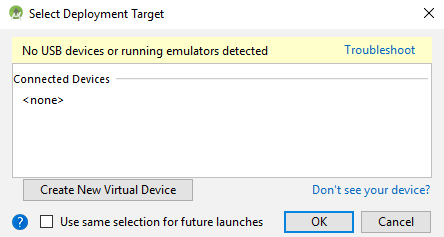 Select Deployment Target
No USB devices or running emulators detected Troubleshoot
Connected Devices
<none>
Create New Virtual Device Don't see your device?
? Use same selection for future launches OK Cancel